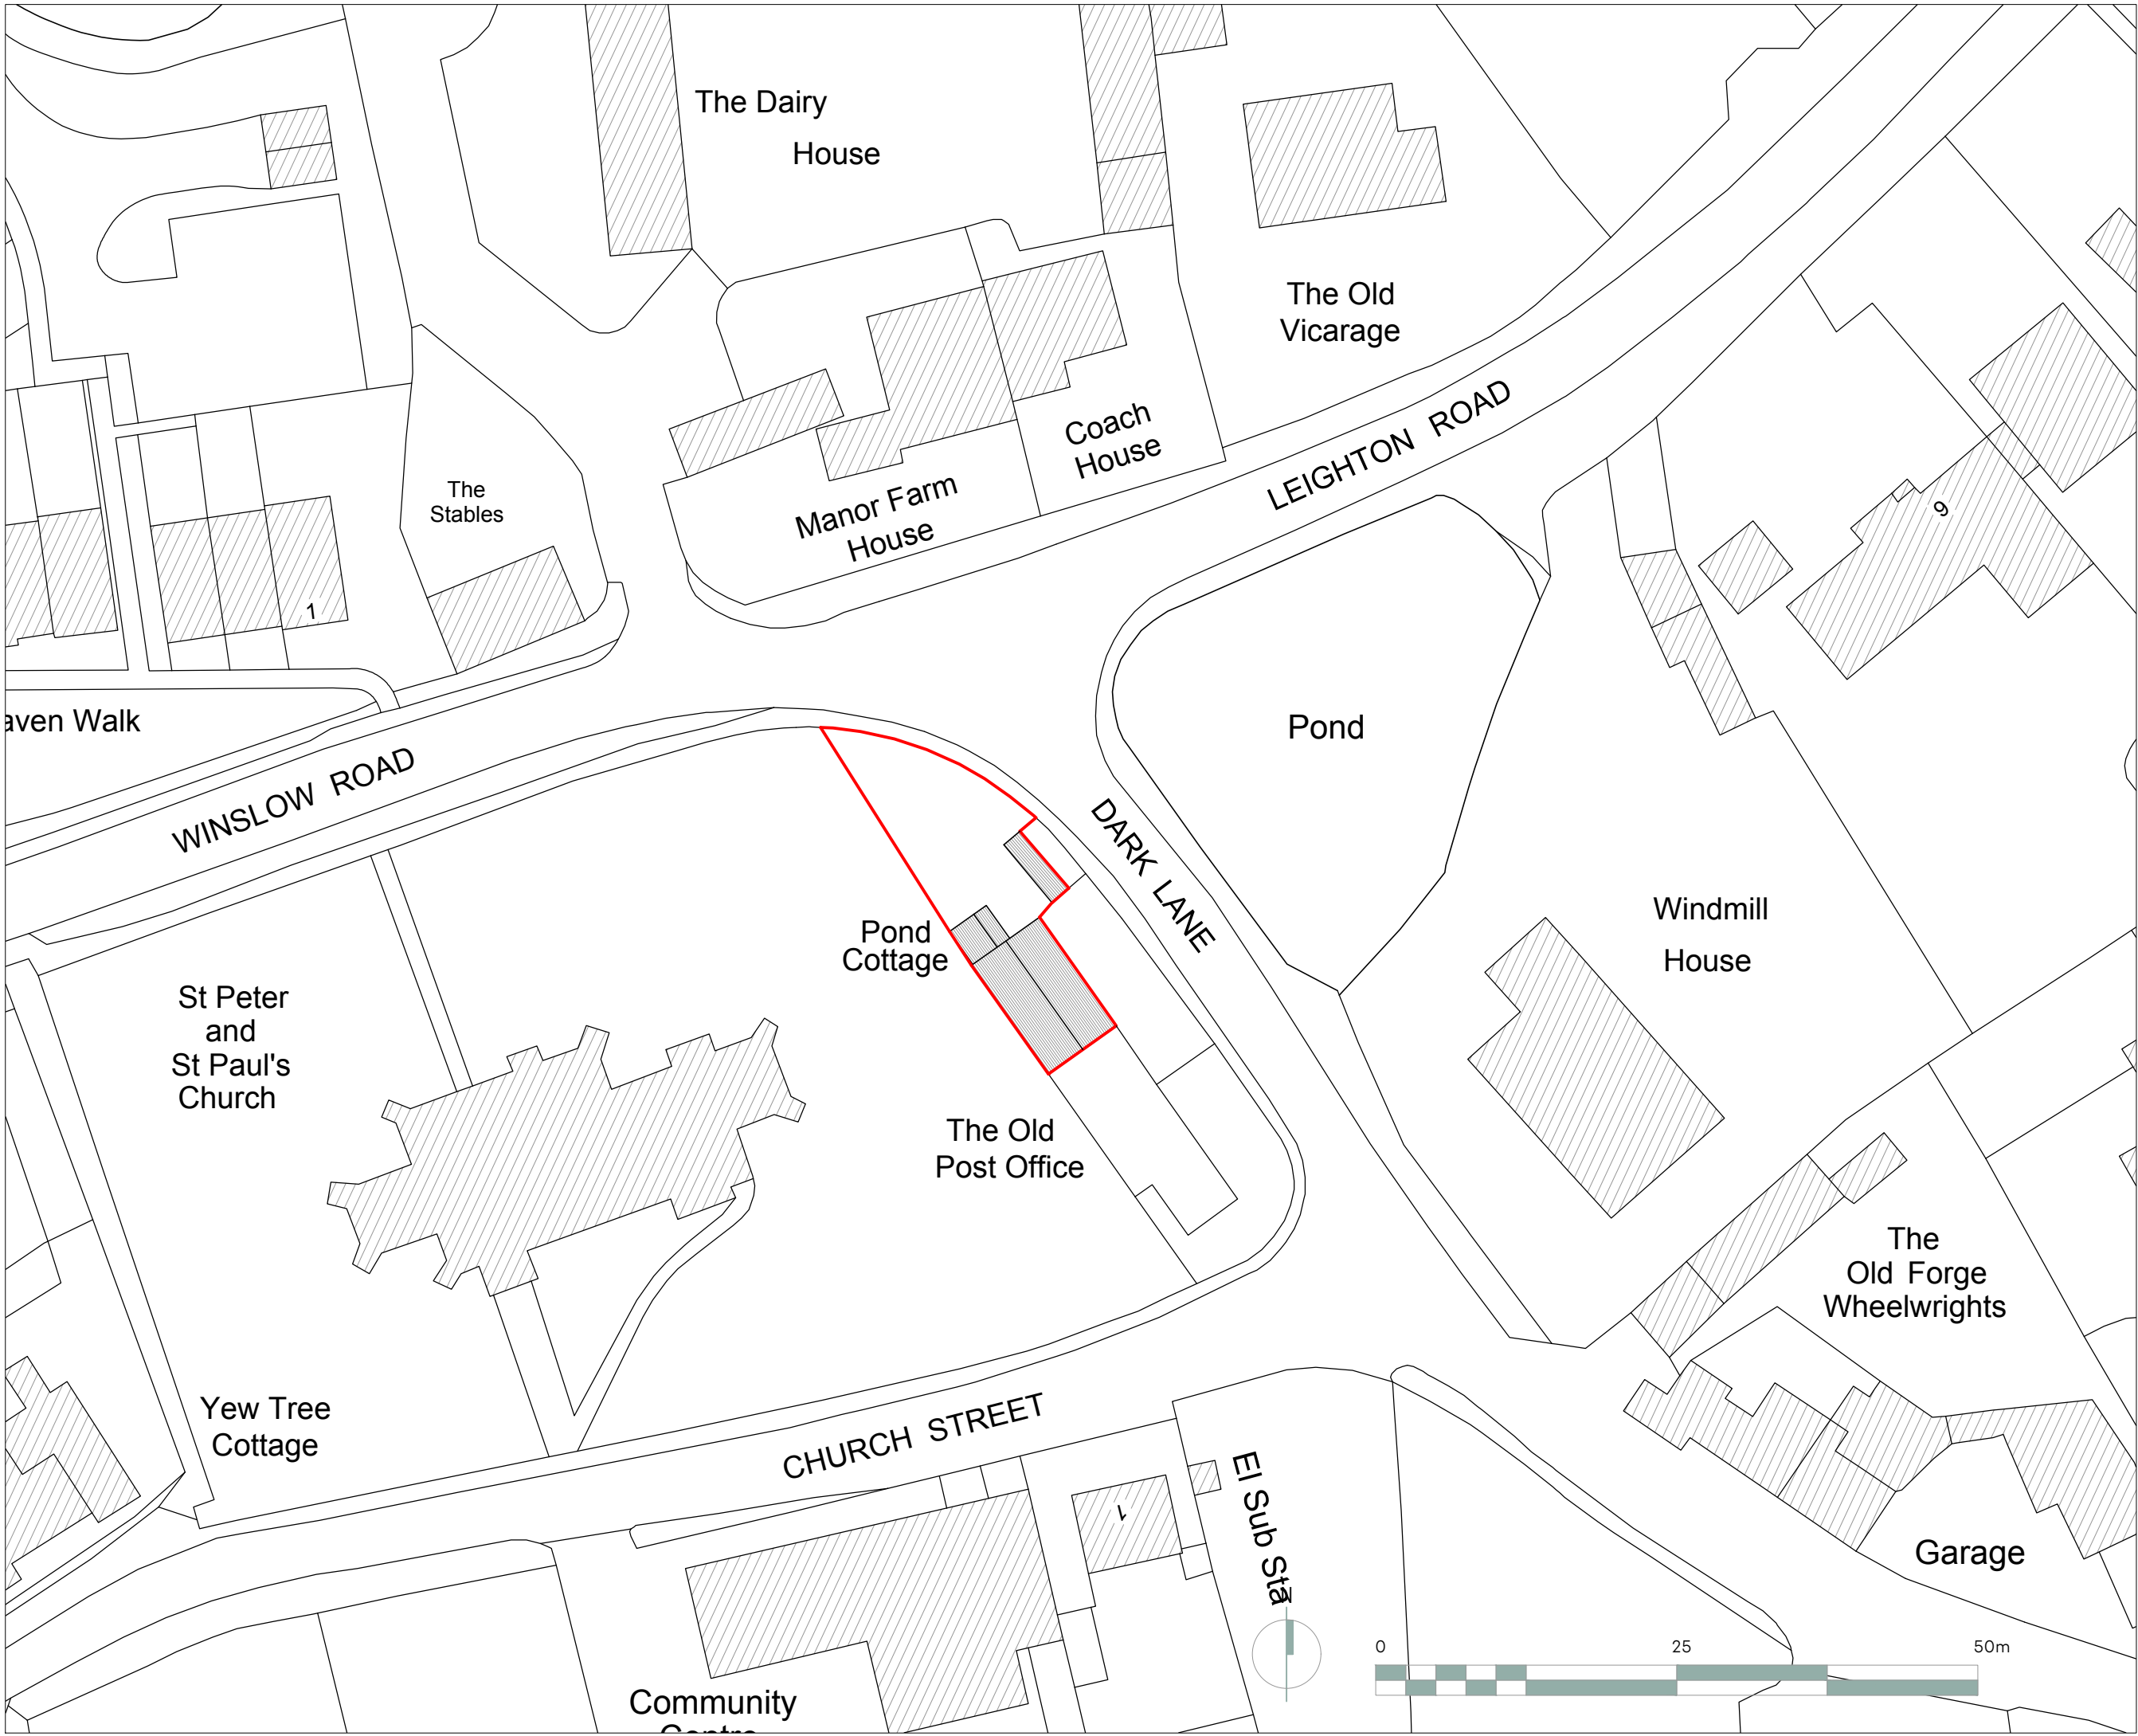 The Dairy
House
The Old
Vicarage
Coach
House
LEIGHTON ROAD
The
Stables
Manor Farm
House
9
1
aven Walk
WINSLOW ROAD
Pond
DARK LANE
Pond
Cottage
Windmill
House
St Peter
and
St Paul's
Church
The Old
Post Office
The
Old Forge
Wheelwrights
Yew Tree
Cottage
CHURCH STREET
El Sub Sta
1
Garage
N
0 25 50m
Community
Centre